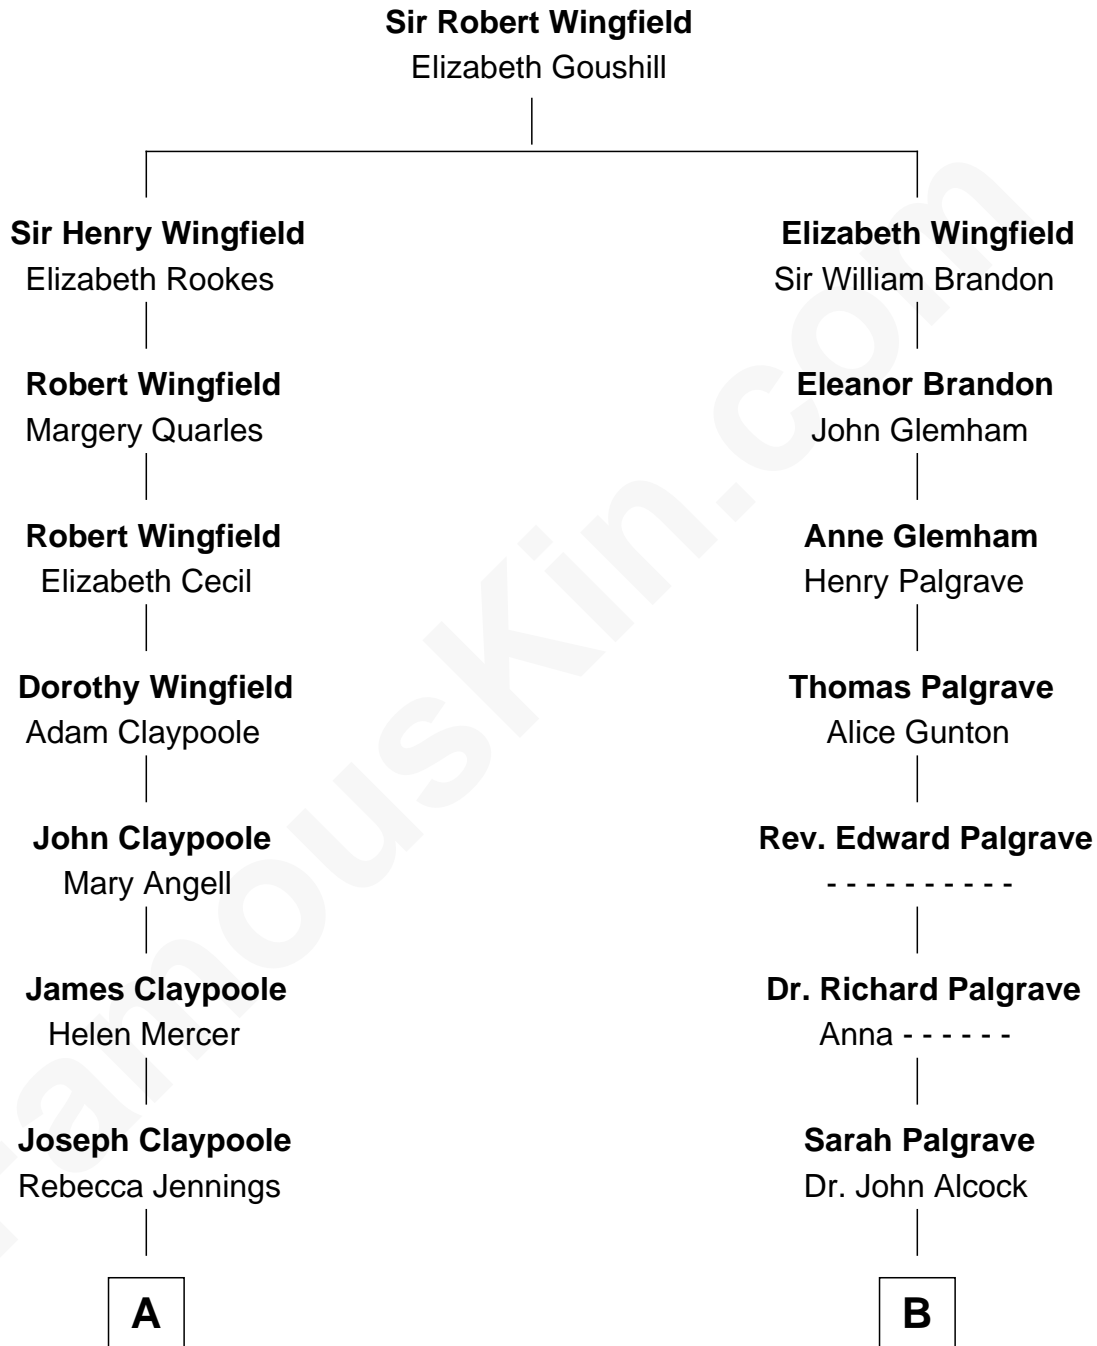 Sir Robert Wingfield
Elizabeth Goushill
Sir Henry Wingfield
Elizabeth Rookes
Elizabeth Wingfield
Sir William Brandon
Robert Wingfield
Margery Quarles
Eleanor Brandon
John Glemham
Robert Wingfield
Elizabeth Cecil
Anne Glemham
Henry Palgrave
Dorothy Wingfield
Adam Claypoole
Thomas Palgrave
Alice Gunton
John Claypoole
Mary Angell
Rev. Edward Palgrave
- - - - - - - - - -
James Claypoole
Helen Mercer
Dr. Richard Palgrave
Anna - - - - - -
Joseph Claypoole
Rebecca Jennings
Sarah Palgrave
Dr. John Alcock
A
B
FamousKin.com